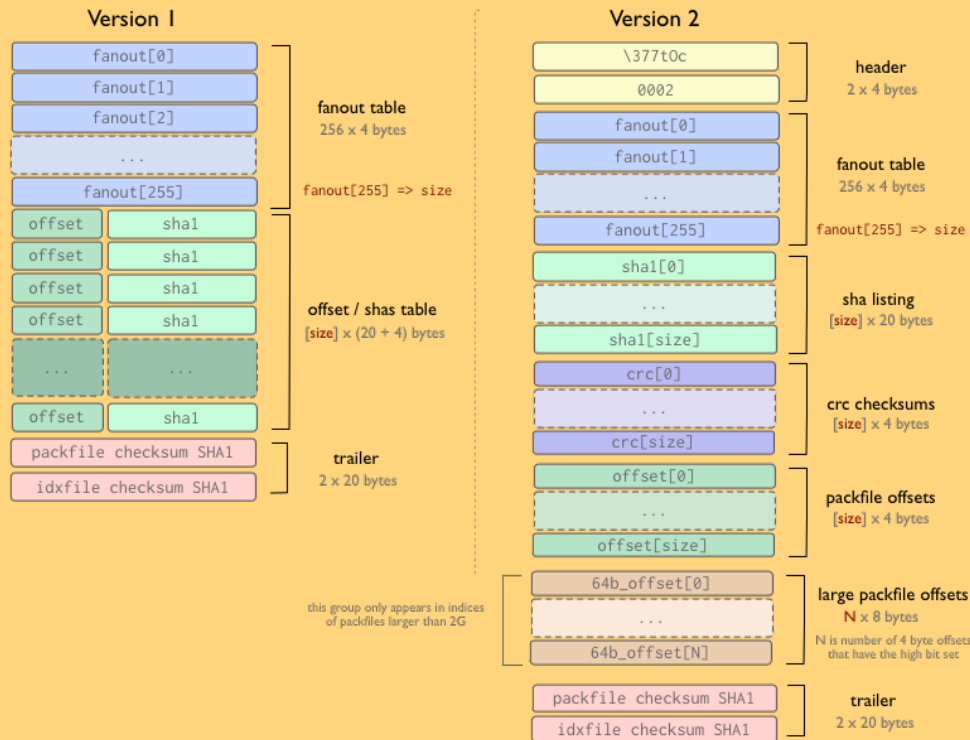 Version 1
fanout[0]
fanout[1]
fanout[2]
...
fanout[255]
fanout table
256 x 4 bytes
fanout[255] => size
offset sha1
offset sha1
offset sha1
offset sha1
... ...
offset sha1
offset / shas table
[size] x (20 + 4) bytes
packfile checksum SHA1
idxfile checksum SHA1
trailer
2 x 20 bytes
Version 2
\377tOc
0002
header
2 x 4 bytes
fanout[0]
fanout[1]
...
fanout[255]
fanout table
256 x 4 bytes
fanout[255] => size
sha1[0]
...
sha1[size]
sha listing
[size] x 20 bytes
crc[0]
...
crc[size]
crc checksums
[size] x 4 bytes
offset[0]
...
offset[size]
packfile offsets
[size] x 4 bytes
this group only appears in indices
of packfiles larger than 2G
64b_offset[0]
...
64b_offset[N]
large packfile offsets
N x 8 bytes
N is number of 4 byte offsets
that have the high bit set
packfile checksum SHA1
idxfile checksum SHA1
trailer
2 x 20 bytes